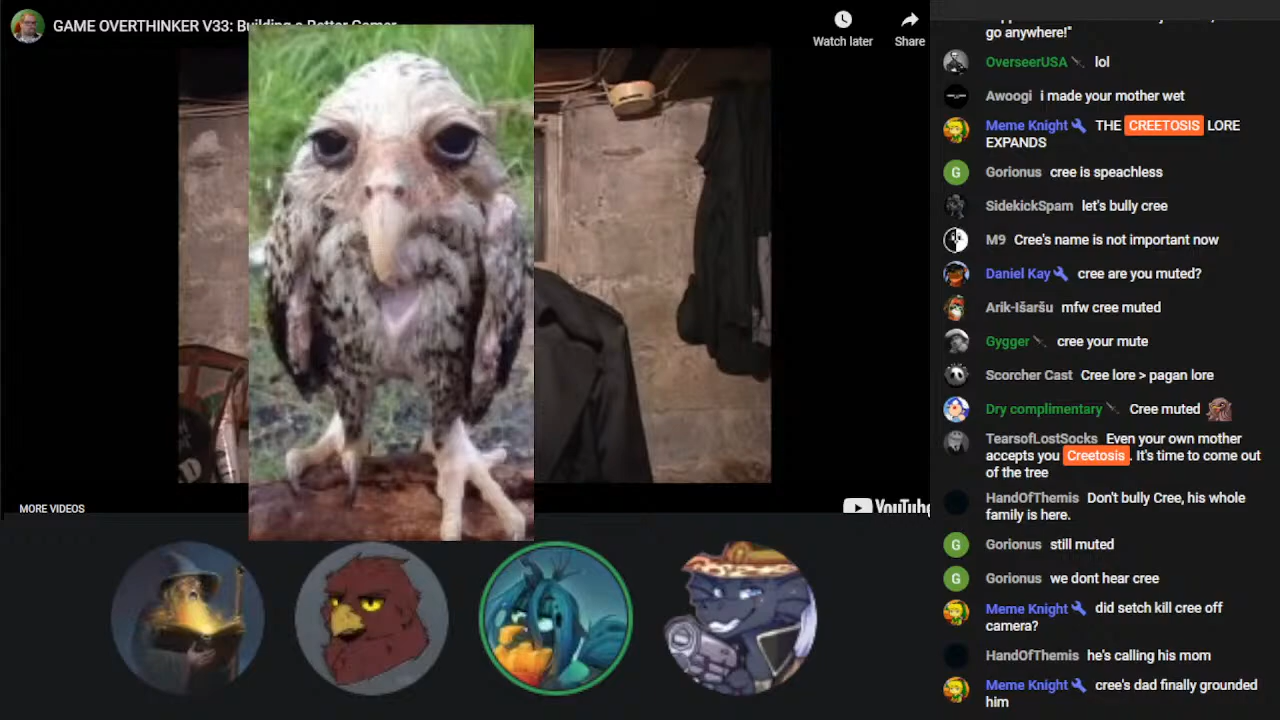 GAME OVERTHINKER V33: Building a Better Gamer
Watch later
Share
MORE VIDEOS
YouTube
go anywhere!"
OverseerUSA lol
Awoogi i made your mother wet
Meme Knight THE CREETOSIS LORE
EXPANDS
G
Gorionus cree is speachless
SidekickSpam let's bully cree
M9 Cree's name is not important now
Daniel Kay cree are you muted?
Arik-Išaršu mfw cree muted
Gygger cree your mute
Scorcher Cast Cree lore > pagan lore
Dry complimentary Cree muted
TearsofLostSocks Even your own mother
accepts you Creetosis. It's time to come out
of the tree
HandOfThemis Don't bully Cree, his whole
family is here.
G
Gorionus still muted
G
Gorionus we dont hear cree
Meme Knight did setch kill cree off
camera?
HandOfThemis he's calling his mom
Meme Knight cree's dad finally grounded
him